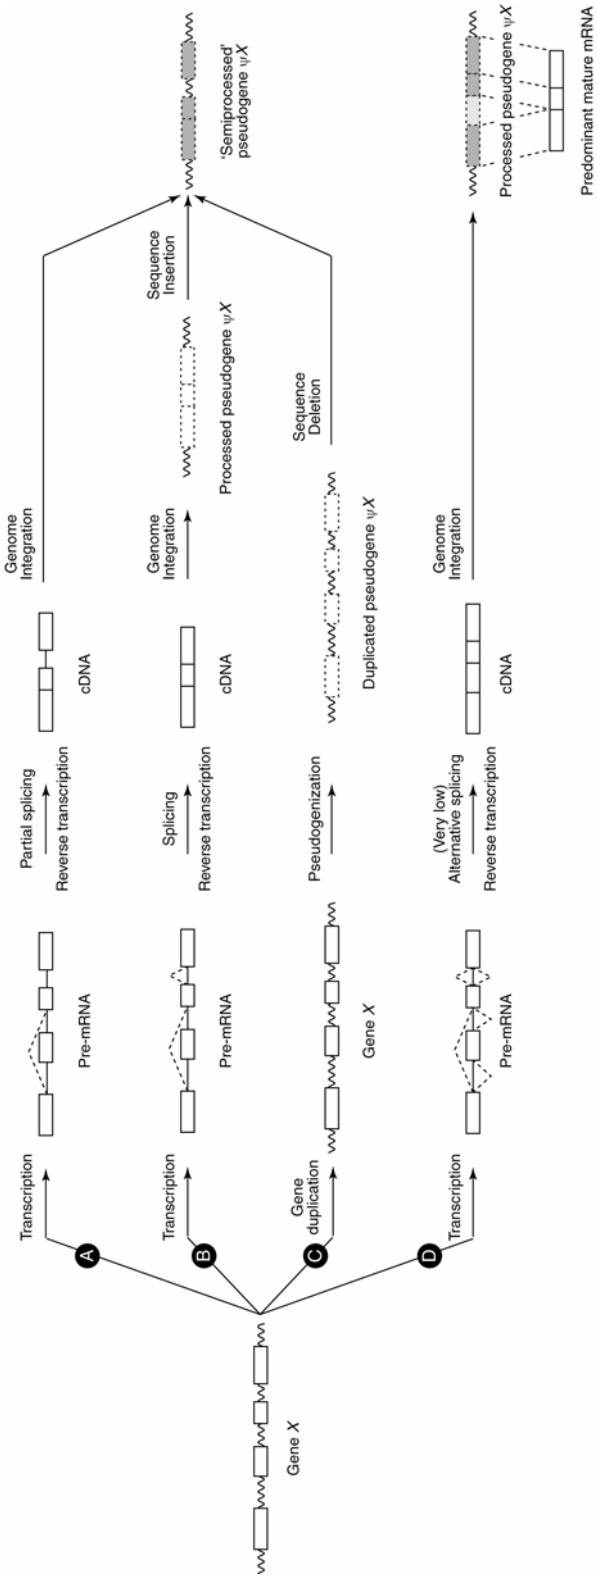 Gene X
A
Transcription
Pre-mRNA
Partial splicing
Reverse transcription
cDNA
Genome
Integration
'Semiprocessed'
pseudogene ψX
B
Transcription
Pre-mRNA
Splicing
Reverse transcription
cDNA
Genome
Integration
Processed pseudogene ψX
Sequence
Insertion
C
Gene
duplication
Gene X
Pseudogenization
Duplicated pseudogene ψX
Sequence
Deletion
D
Transcription
Pre-mRNA
(Very low)
Alternative splicing
Reverse transcription
cDNA
Genome
Integration
Processed pseudogene ψX
Predominant mature mRNA